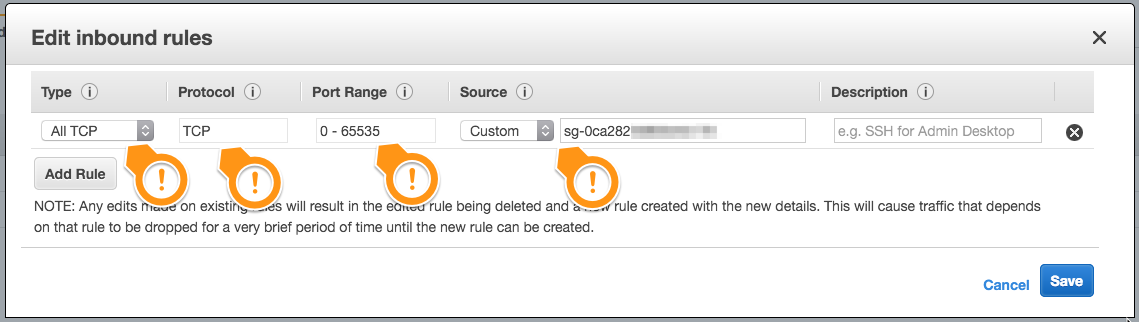 Edit inbound rules
Type Protocol Port Range Source Description
All TCP TCP 0 - 65535 Custom sg-0ca282 e.g. SSH for Admin Desktop
Add Rule
NOTE: Any edits made on existing rules will result in the edited rule being deleted and a new rule created with the new details. This will cause traffic that depends
on that rule to be dropped for a very brief period of time until the new rule can be created.
Cancel Save